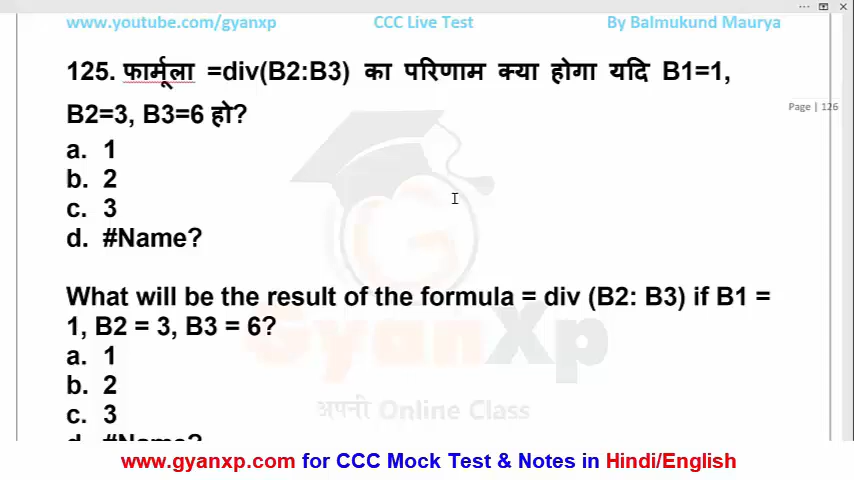 www.youtube.com/gyanxp CCC Live Test By Balmukund Maurya
125. फार्मूला =div(B2:B3) का परिणाम क्या होगा यदि B1=1,
Page | 126
B2=3, B3=6 हो?
a. 1
b. 2
c. 3
d. #Name?
What will be the result of the formula = div (B2: B3) if B1 =
1, B2 = 3, B3 = 6?
GyanXp
a. 1
b. 2
अपनी Online Class
c. 3
d. #Name?
www.gyanxp.com for CCC Mock Test & Notes in Hindi/English